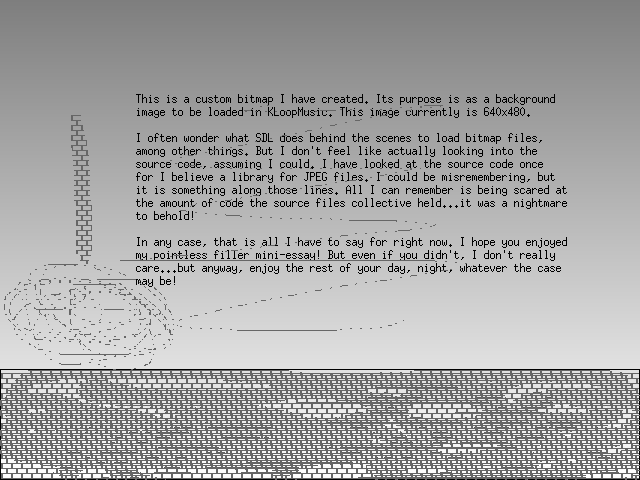 This is a custom bitmap I have created. Its purpose is as a background
image to be loaded in KLoopMusic. This image currently is 640x480.
I often wonder what SDL does behind the scenes to load bitmap files,
among other things. But I don't feel like actually looking into the
source code, assuming I could. I have looked at the source code once
for I believe a library for JPEG files. I could be misremembering, but
it is something along those lines. All I can remember is being scared at
the amount of code the source files collective held...it was a nightmare
to behold!
In any case, that is all I have to say for right now. I hope you enjoyed
my pointless filler mini-essay! But even if you didn't, I don't really
care...but anyway, enjoy the rest of your day, night, whatever the case
may be!